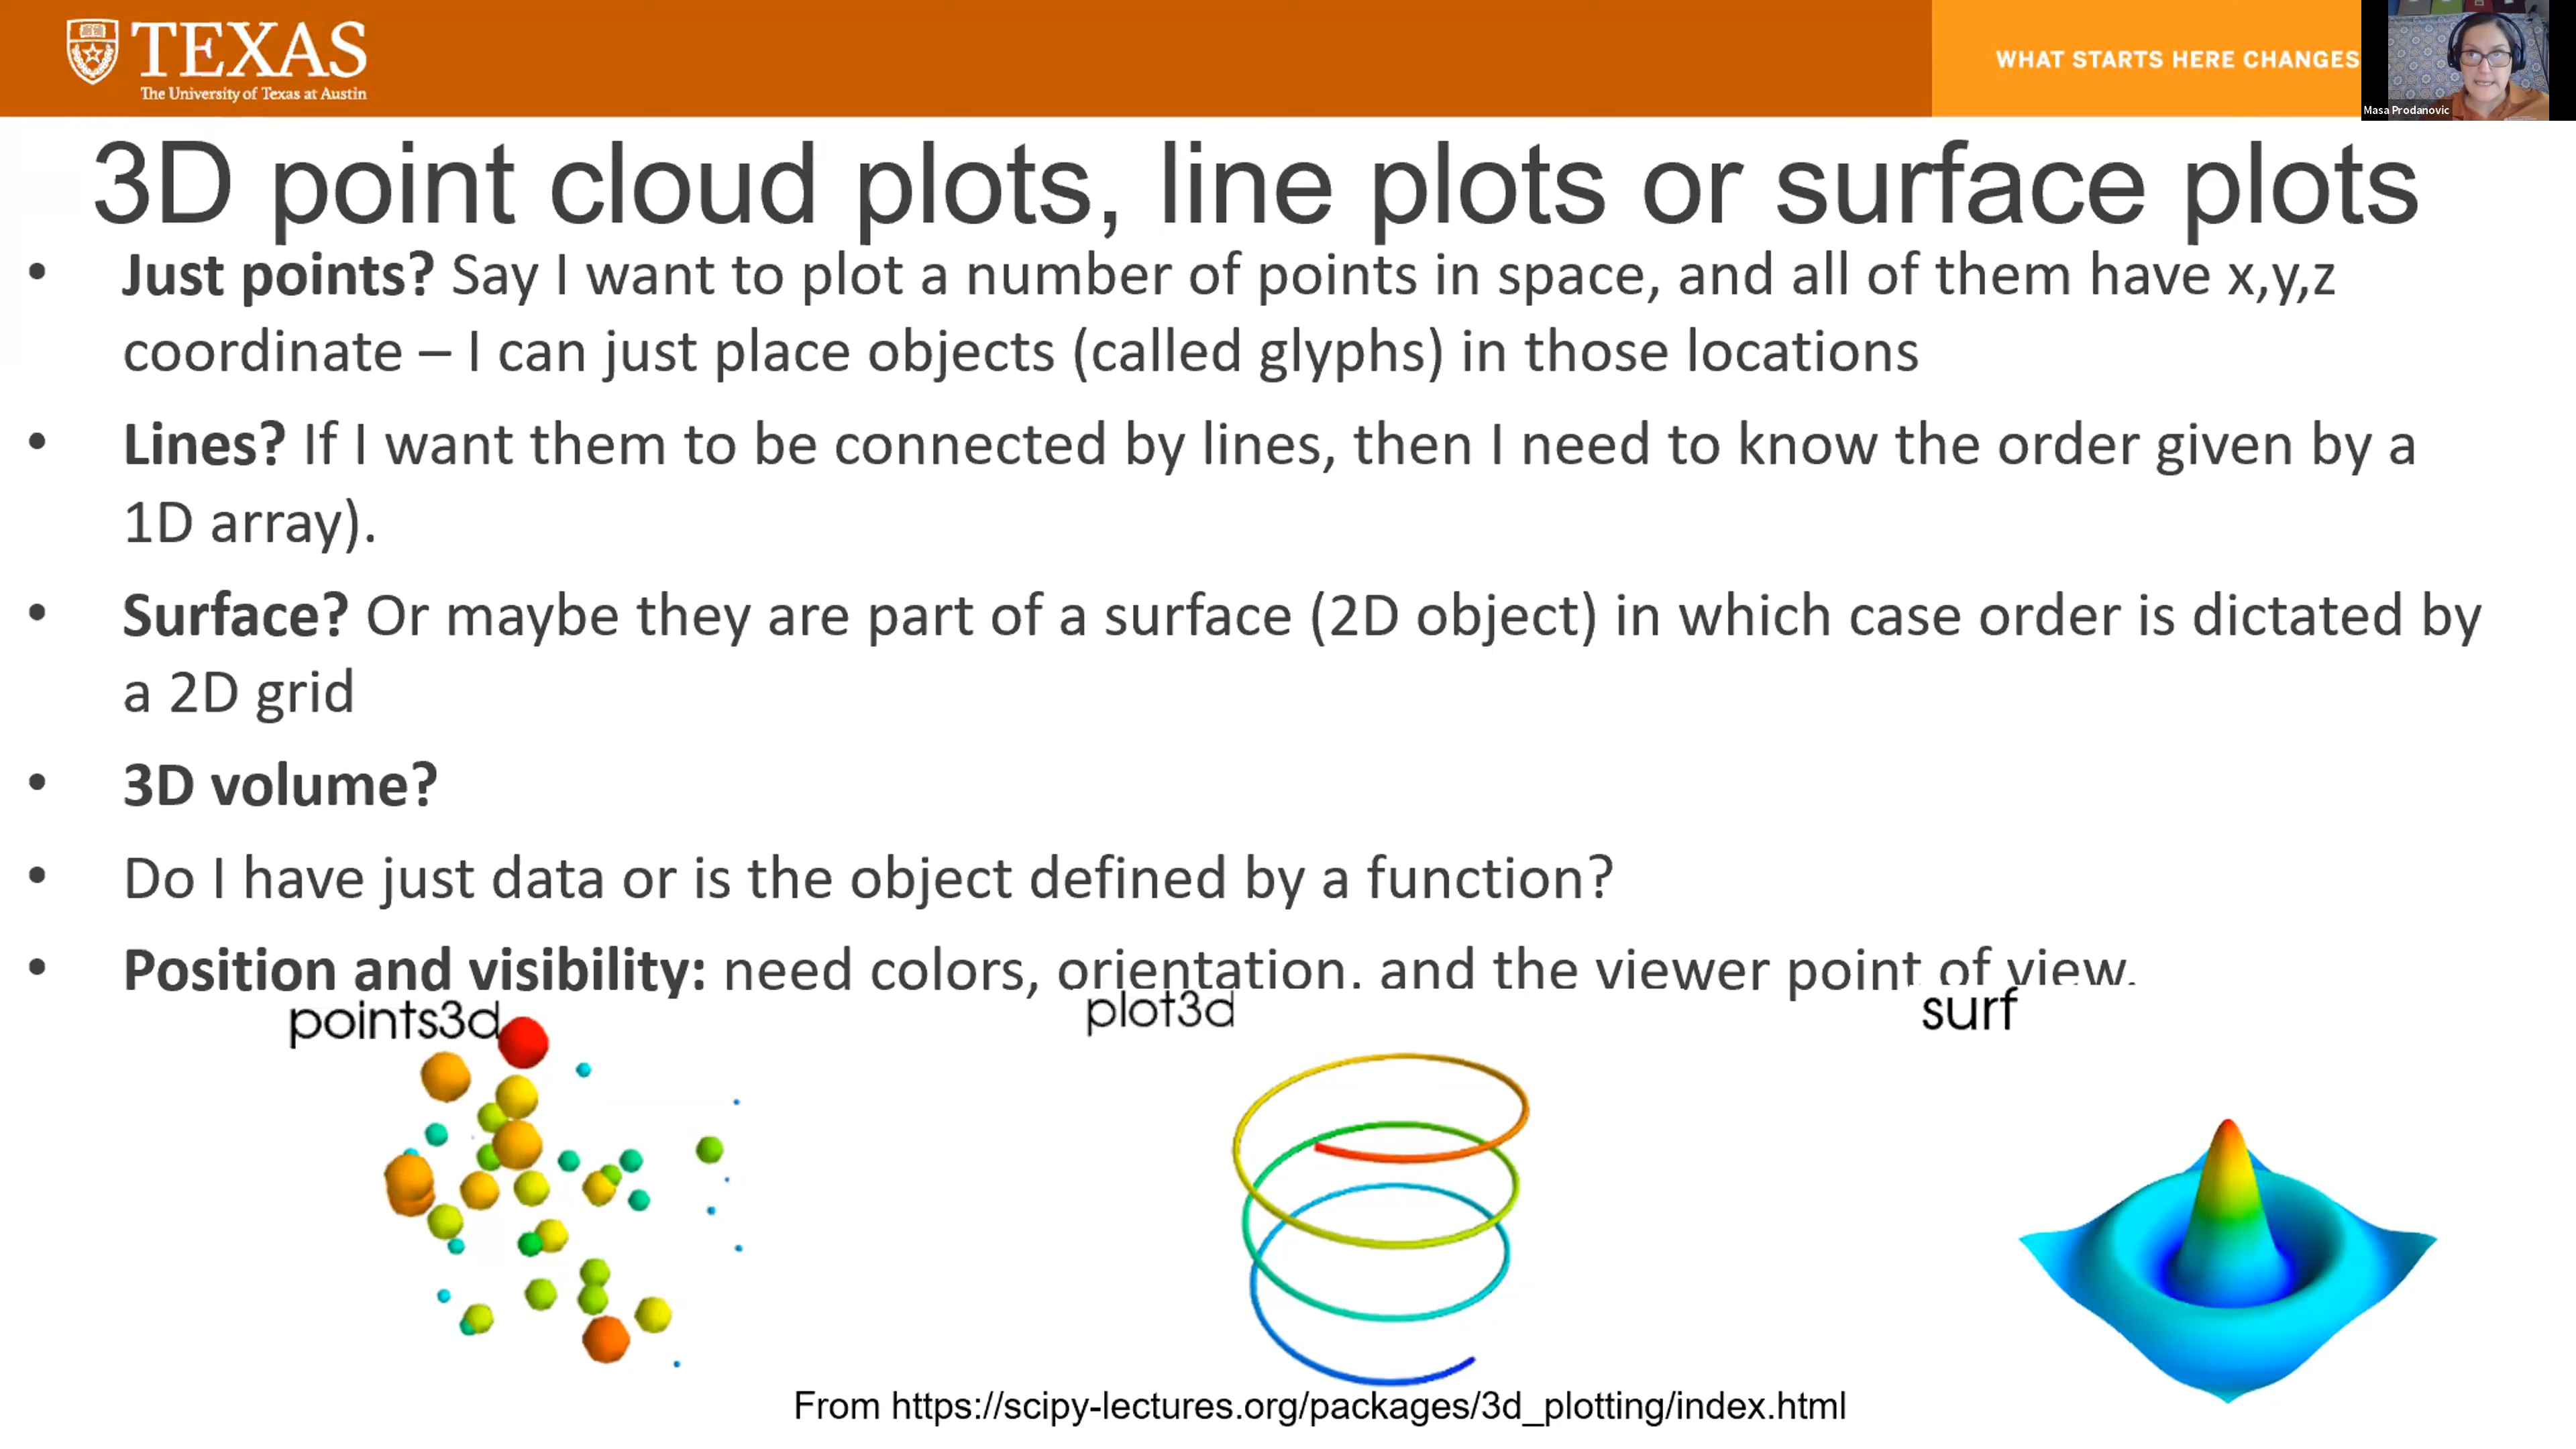 TEXAS
The University of Texas at Austin
WHAT STARTS HERE CHANGES
Masa Prodanovic
3D point cloud plots, line plots or surface plots
• Just points? Say I want to plot a number of points in space, and all of them have x,y,z
coordinate – I can just place objects (called glyphs) in those locations
• Lines? If I want them to be connected by lines, then I need to know the order given by a
1D array).
• Surface? Or maybe they are part of a surface (2D object) in which case order is dictated by
a 2D grid
• 3D volume?
• Do I have just data or is the object defined by a function?
• Position and visibility: need colors, orientation, and the viewer point of view.
points3d
plot3d
surf
From https://scipy-lectures.org/packages/3d_plotting/index.html